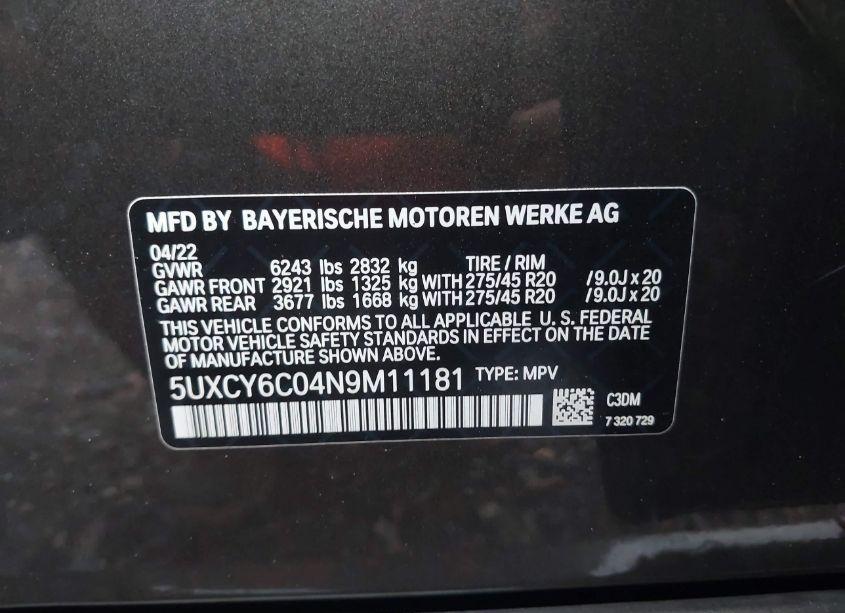 MFD BY BAYERISCHE MOTOREN WERKE AG
04/22
GVWR 6243 lbs 2832 kg TIRE / RIM
GAWR FRONT 2921 lbs 1325 kg WITH 275/45 R20 /9.0J x 20
GAWR REAR 3677 lbs 1668 kg WITH 275/45 R20 /9.0J x 20
THIS VEHICLE CONFORMS TO ALL APPLICABLE U. S. FEDERAL
MOTOR VEHICLE SAFETY STANDARDS IN EFFECT ON THE DATE
OF MANUFACTURE SHOWN ABOVE.
5UXCY6C04N9M11181 TYPE: MPV
C3DM
7 320 729